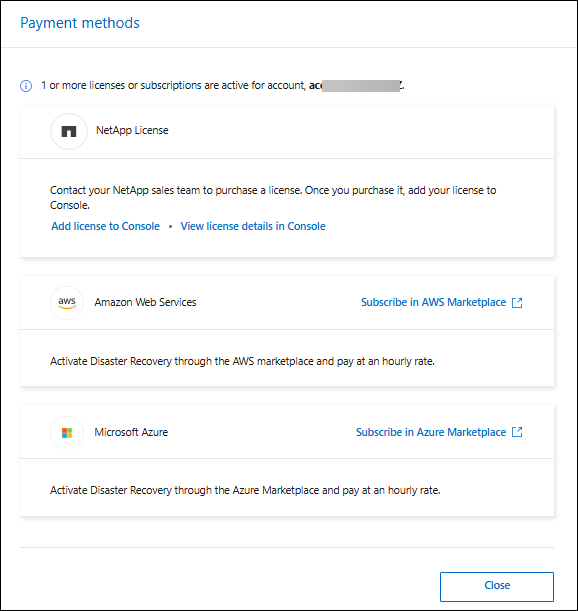 Payment methods
1 or more licenses or subscriptions are active for account,
NetApp License
Contact your NetApp sales team to purchase a license. Once you purchase it, add your license to
Console.
Add license to Console • View license details in Console
aws
Amazon Web Services
Subscribe in AWS Marketplace
Activate Disaster Recovery through the AWS marketplace and pay at an hourly rate.
Microsoft Azure
Subscribe in Azure Marketplace
Activate Disaster Recovery through the Azure Marketplace and pay at an hourly rate.
Close